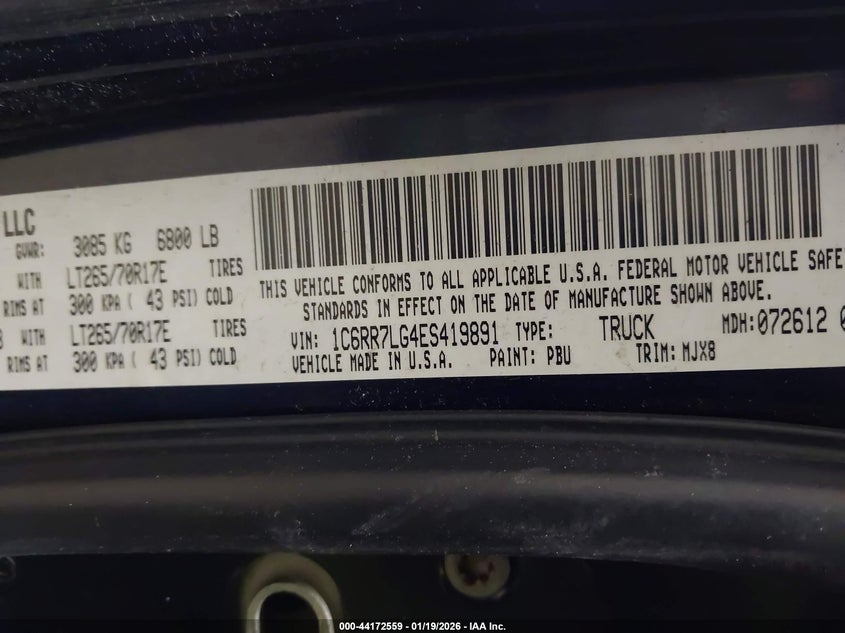 LLC
GVWR: 3085 KG 6800 LB
WITH LT265/70R17E TIRES
RIMS AT 300 KPA ( 43 PSI) COLD
WITH LT265/70R17E TIRES
RIMS AT 300 KPA ( 43 PSI) COLD
THIS VEHICLE CONFORMS TO ALL APPLICABLE U.S.A. FEDERAL MOTOR VEHICLE SAFE
STANDARDS IN EFFECT ON THE DATE OF MANUFACTURE SHOWN ABOVE.
VIN: 1C6RR7LG4ES419891 TYPE: TRUCK MDH: 072612 0
VEHICLE MADE IN U.S.A. PAINT: PBU TRIM: MJX8
000-44172559 - 01/19/2026 - IAA Inc.